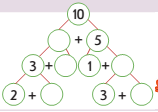 10
+ 5
3 + 1 +
2 + 3 +